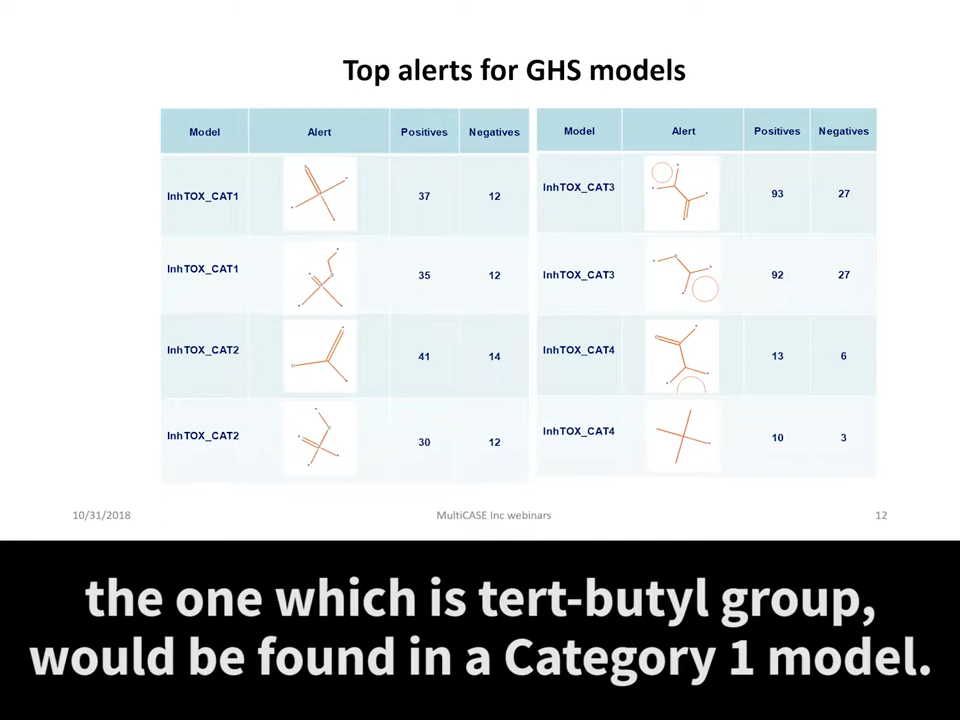 Top alerts for GHS models
Model Alert Positives Negatives
InhTOX_CAT1 37 12
InhTOX_CAT1 35 12
InhTOX_CAT2 41 14
InhTOX_CAT2 30 12
Model Alert Positives Negatives
InhTOX_CAT3 93 27
InhTOX_CAT3 92 27
InhTOX_CAT4 13 6
InhTOX_CAT4 10 3
10/31/2018 MultiCASE Inc webinars 12
the one which is tert-butyl group,
would be found in a Category 1 model.